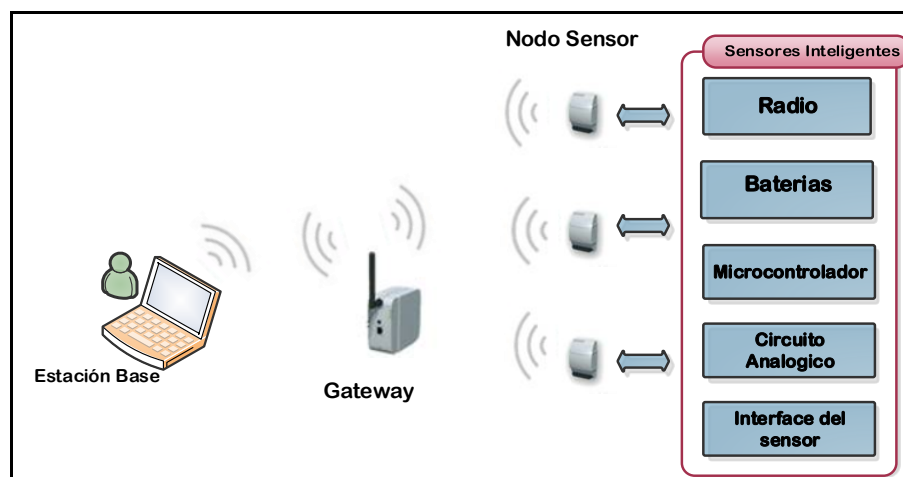 Nodo Sensor
Sensores Inteligentes
Radio
Baterias
Microcontrolador
Circuito
Analogico
Interface del
sensor
Estación Base
Gateway